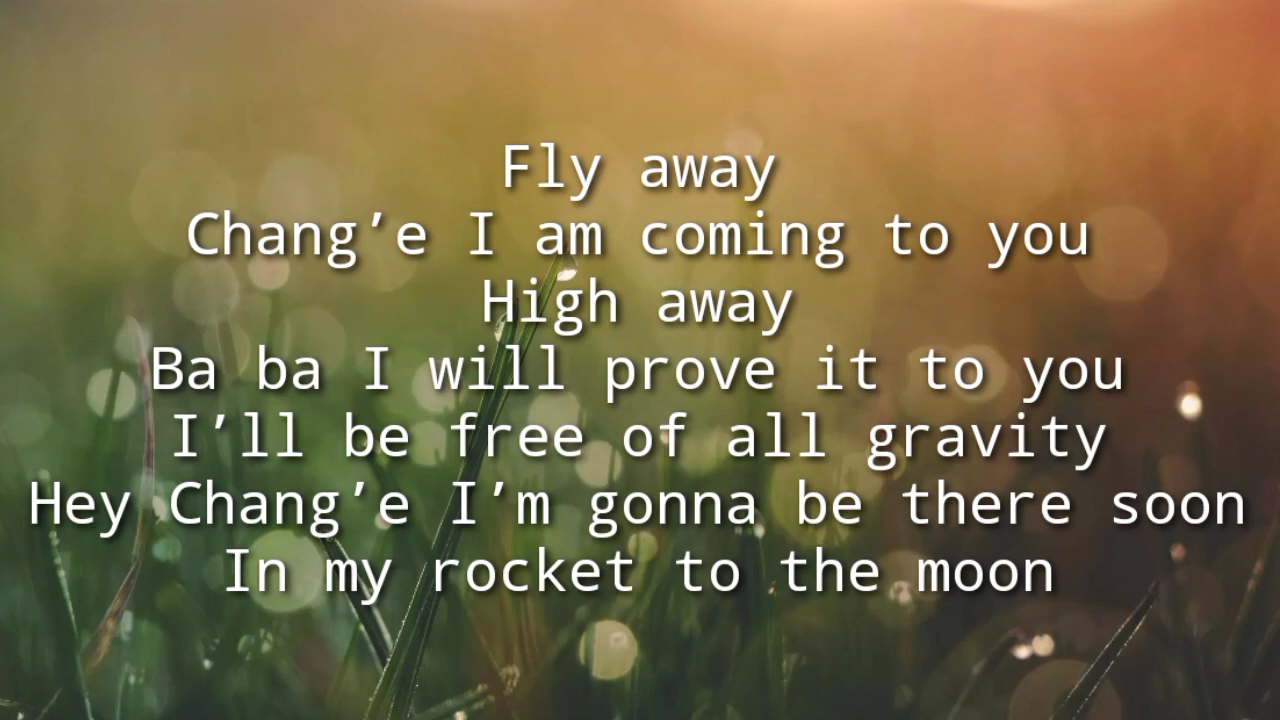 Fly away
Chang’e I am coming to you
High away
Ba ba I will prove it to you
I’ll be free of all gravity
Hey Chang’e I’m gonna be there soon
In my rocket to the moon